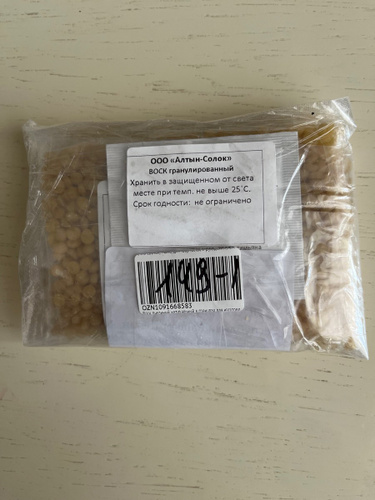 ООО «Алтын-Солок»
ВОСК гранулированный
Хранить в защищенном от света
месте при темп. не выше 25˚С.
Срок годности: не ограничено
149-1
OZN1091668583